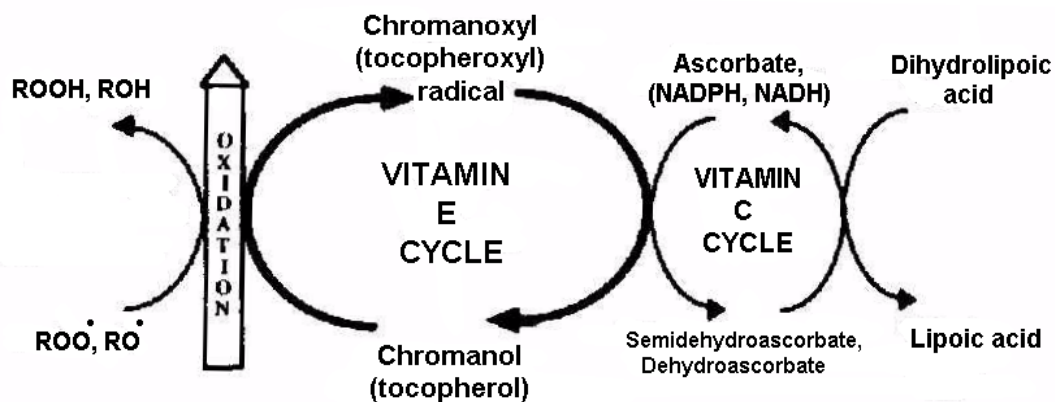 ROOH, ROH
ROO•, RO•
OXIDATION
Chromanoxyl
(tocopheroxyl)
radical
VITAMIN
E
CYCLE
Chromanol
(tocopherol)
Ascorbate,
(NADPH, NADH)
VITAMIN
C
CYCLE
Semidehydroascorbate,
Dehydroascorbate
Dihydrolipoic
acid
Lipoic acid